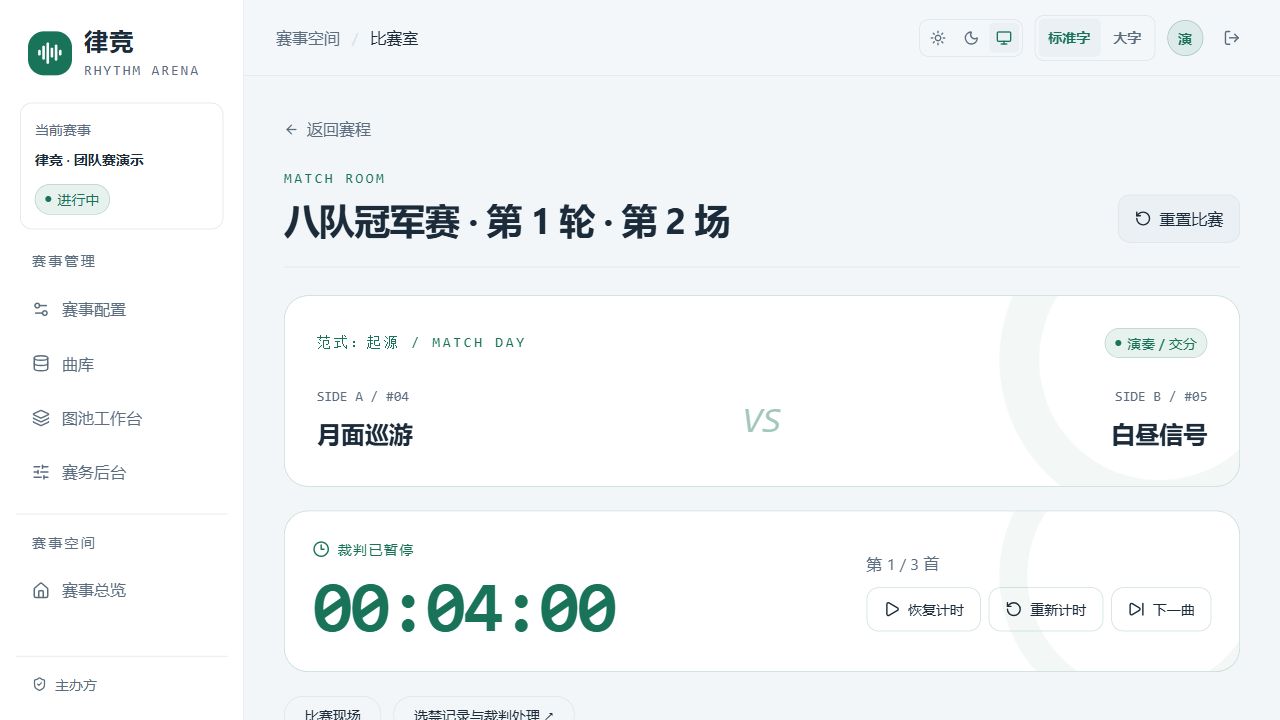 律竞
RHYTHM ARENA
当前赛事
律竞 · 团队赛演示
进行中
赛事管理
赛事配置
曲库
图池工作台
赛务后台
赛事空间
赛事总览
主办方
赛事空间 / 比赛室
标准字 大字 演
返回赛程
MATCH ROOM
八队冠军赛 · 第 1 轮 · 第 2 场
重置比赛
范式：起源 / MATCH DAY
演奏 / 交分
SIDE A / #04
月面巡游
VS
SIDE B / #05
白昼信号
裁判已暂停
00:04:00
第 1 / 3 首
恢复计时 重新计时 下一曲
比赛现场 选禁记录与裁判处理 ↗